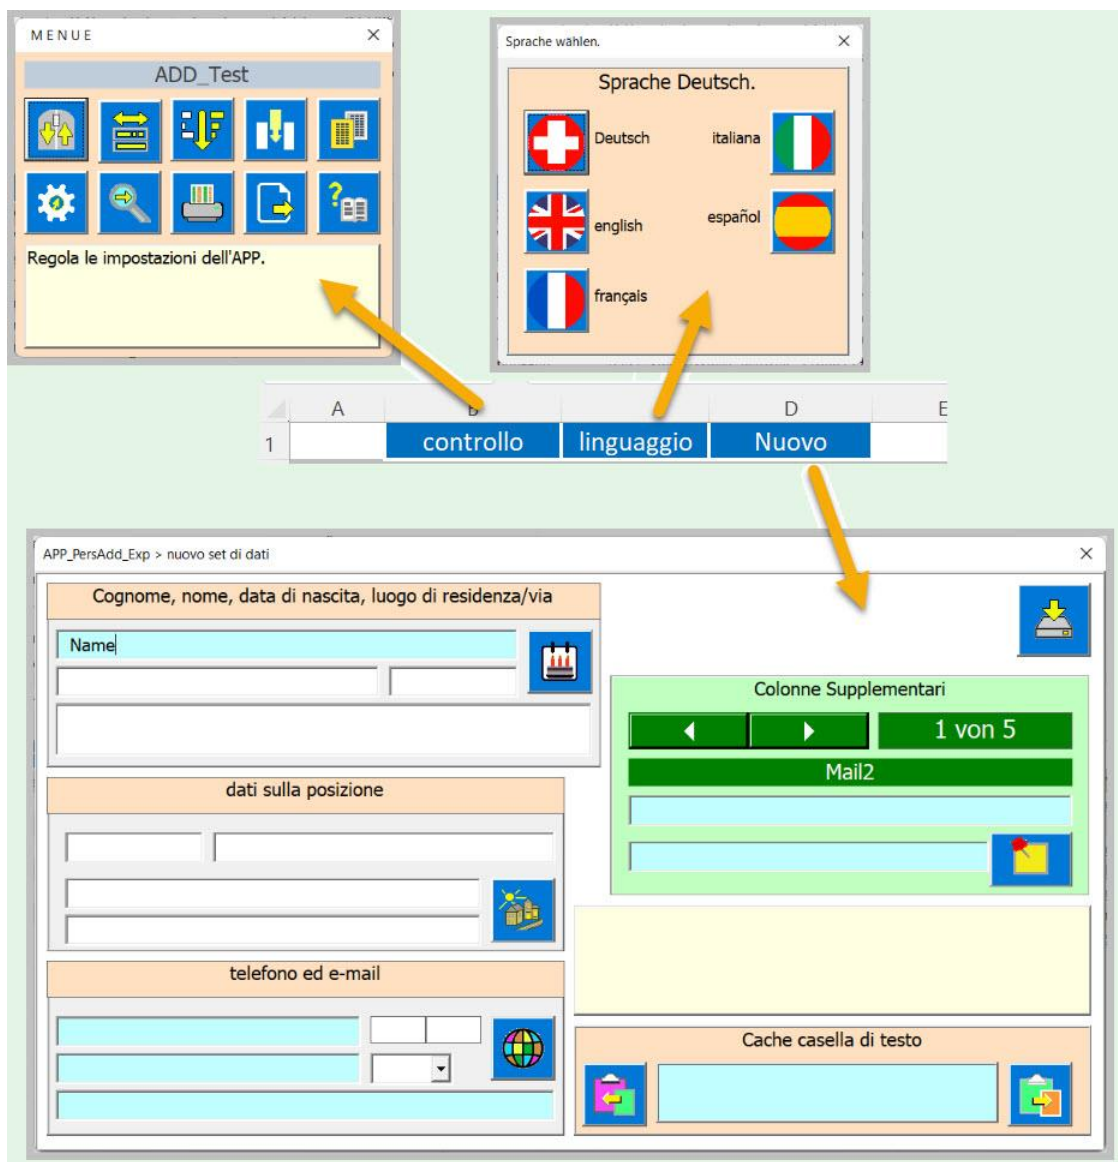 MENUE
ADD_Test
Regola le impostazioni dell'APP.
Sprache wählen.
Sprache Deutsch.
Deutsch
italiana
english
español
français
A
D
E
1
controllo
linguaggio
Nuovo
APP_PersAdd_Exp > nuovo set di dati
Cognome, nome, data di nascita, luogo di residenza/via
Name
Colonne Supplementari
1 von 5
Mail2
dati sulla posizione
telefono ed e-mail
Cache casella di testo